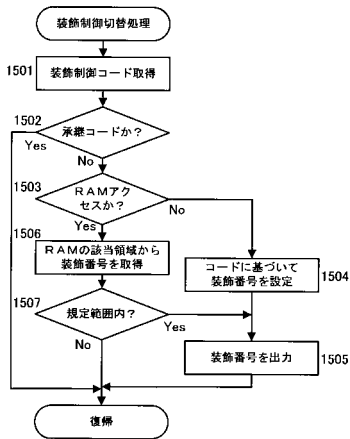 装飾制御切替処理
1501
装飾制御コード取得
1502
承継コードか?
Yes
No
1503
RAMアク
セスか?
No
Yes
1506
RAMの該当領域から
装飾番号を取得
コードに基づいて
装飾番号を設定
1504
1507
規定範囲内?
Yes
No
装飾番号を出力
1505
復帰